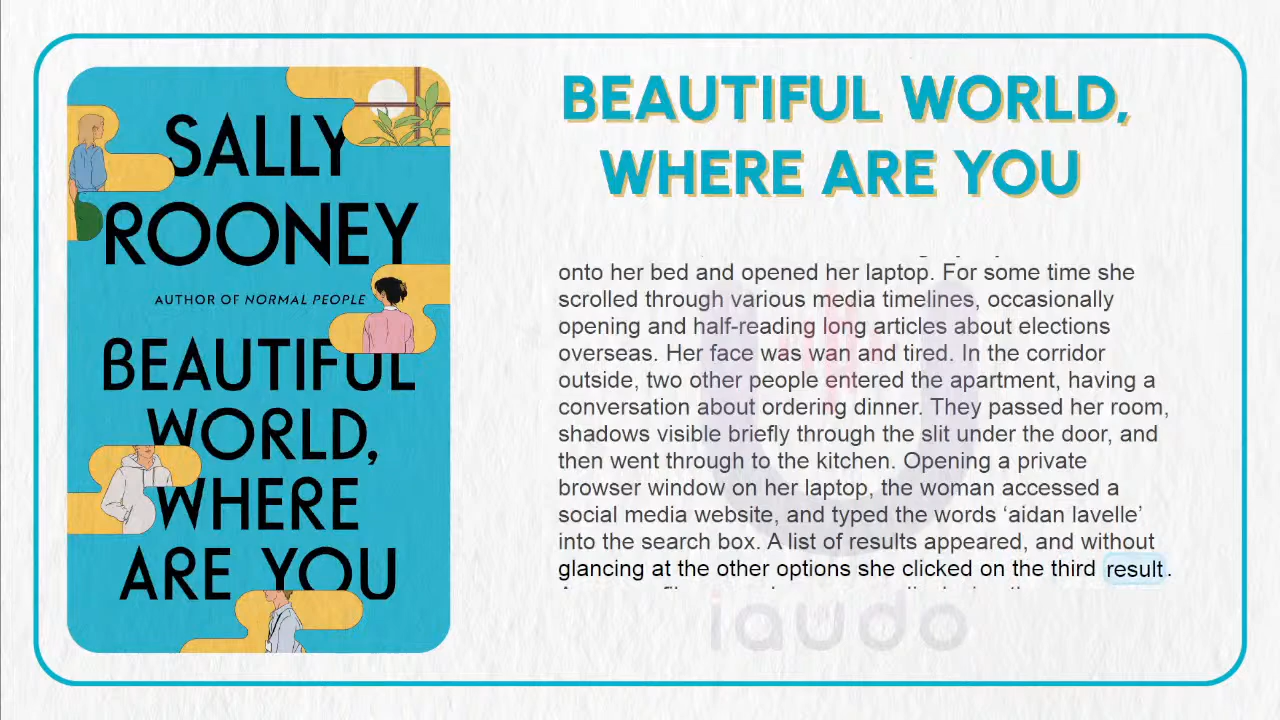 SALLY
ROONEY
AUTHOR OF NORMAL PEOPLE
BEAUTIFUL
WORLD,
WHERE
ARE YOU
BEAUTIFUL WORLD,
WHERE ARE YOU
onto her bed and opened her laptop. For some time she
scrolled through various media timelines, occasionally
opening and half-reading long articles about elections
overseas. Her face was wan and tired. In the corridor
outside, two other people entered the apartment, having a
conversation about ordering dinner. They passed her room,
shadows visible briefly through the slit under the door, and
then went through to the kitchen. Opening a private
browser window on her laptop, the woman accessed a
social media website, and typed the words ‘aidan lavelle’
into the search box. A list of results appeared, and without
glancing at the other options she clicked on the third result.
iaudo